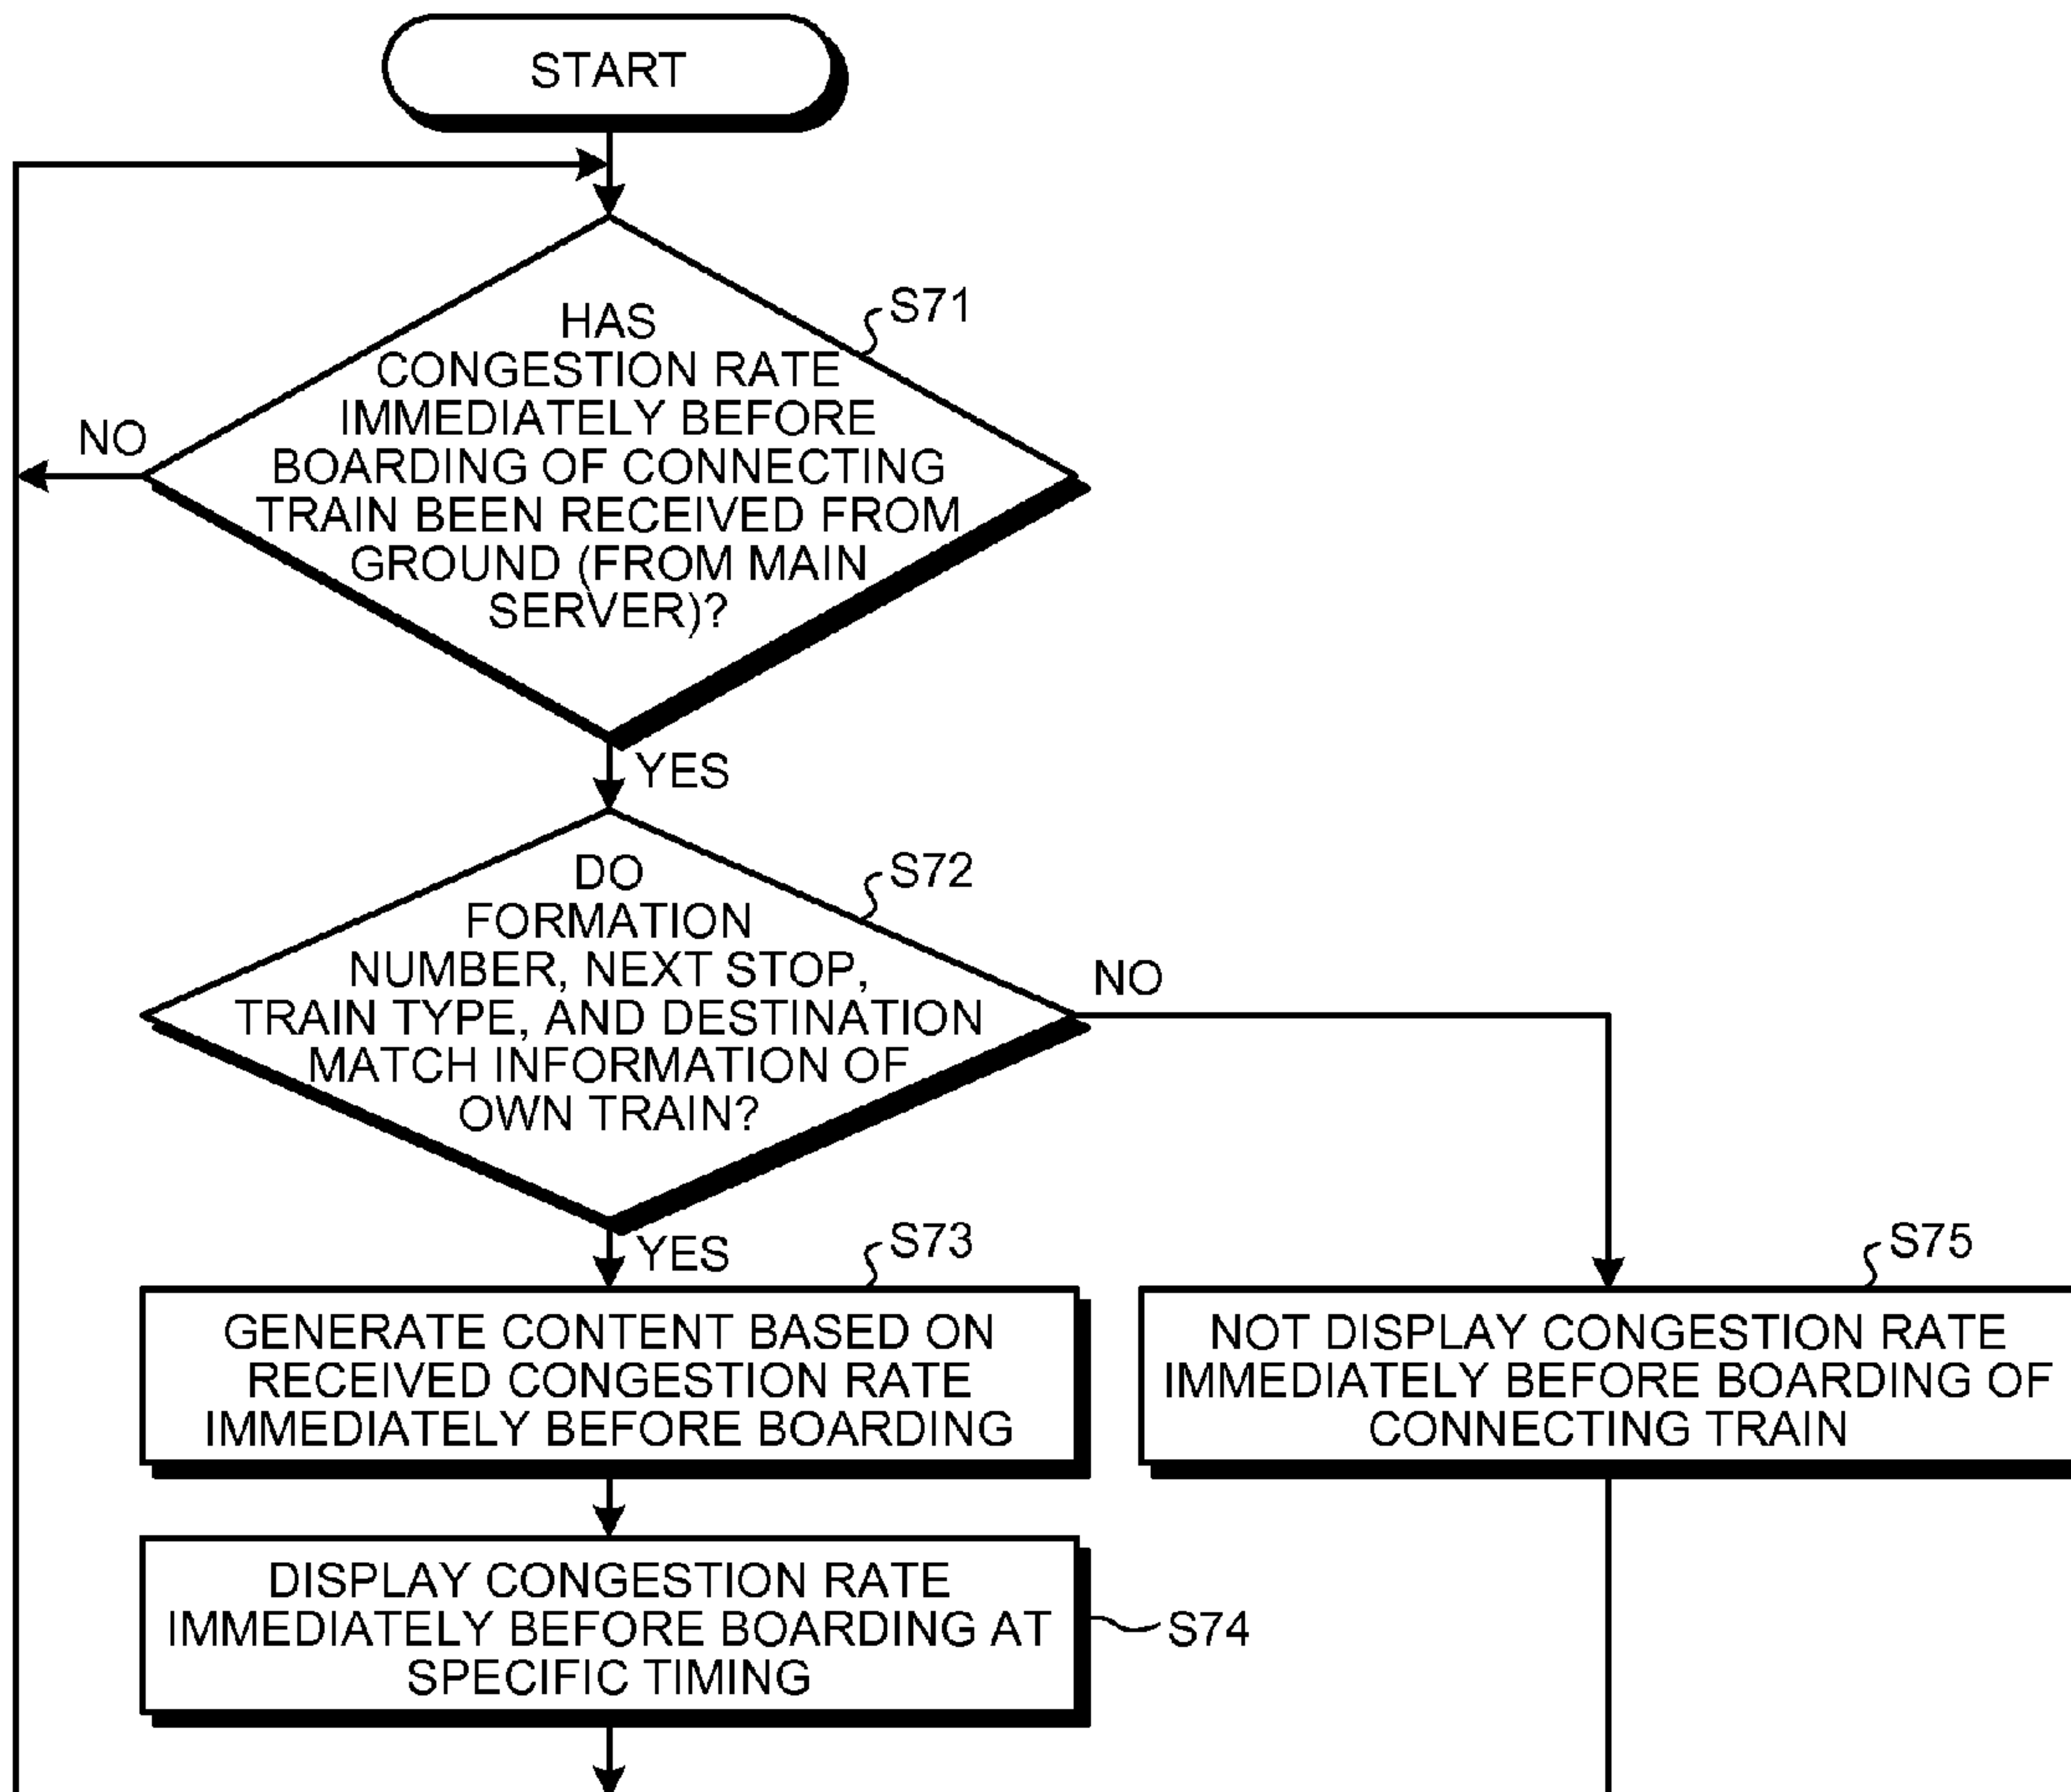 START
S71
HAS
CONGESTION RATE
IMMEDIATELY BEFORE
BOARDING OF CONNECTING
TRAIN BEEN RECEIVED FROM
GROUND (FROM MAIN
SERVER)?
NO
YES
S72
DO
FORMATION
NUMBER, NEXT STOP,
TRAIN TYPE, AND DESTINATION
MATCH INFORMATION OF
OWN TRAIN?
NO
YES
S73
GENERATE CONTENT BASED ON
RECEIVED CONGESTION RATE
IMMEDIATELY BEFORE BOARDING
S75
NOT DISPLAY CONGESTION RATE
IMMEDIATELY BEFORE BOARDING OF
CONNECTING TRAIN
DISPLAY CONGESTION RATE
IMMEDIATELY BEFORE BOARDING AT
SPECIFIC TIMING
S74